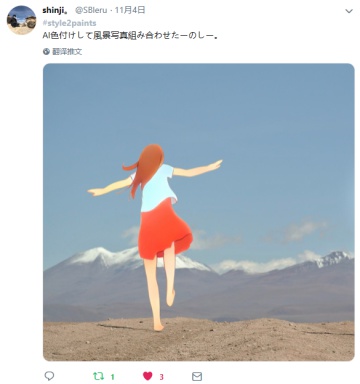 shinji。 @SBleru · 11月4日
#style2paints
AI色付けして風景写真組み合わせたーのしー。
翻译推文
1 3